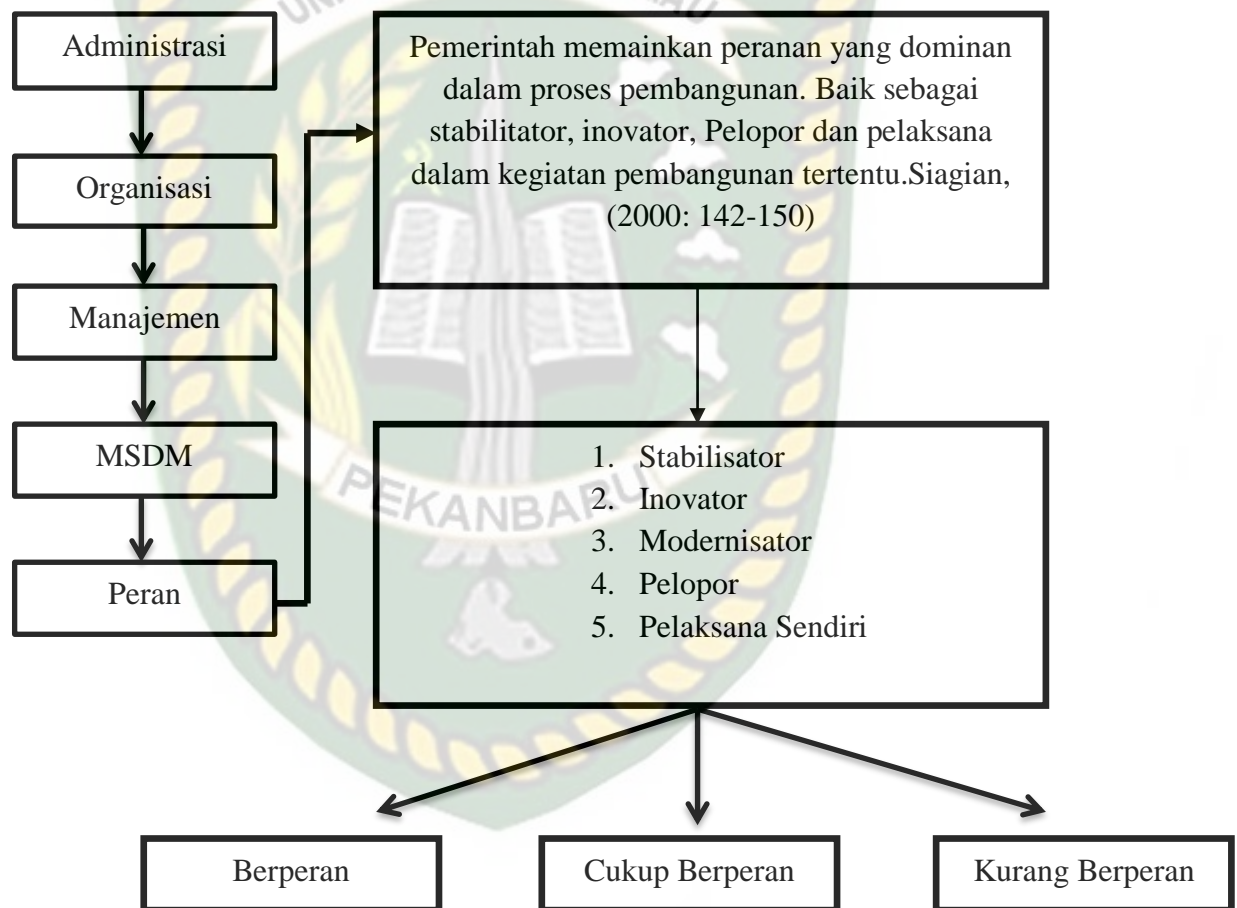 Administrasi
Organisasi
Manajemen
MSDM
Peran
Pemerintah memainkan peranan yang dominan
dalam proses pembangunan. Baik sebagai
stabilitator, inovator, Pelopor dan pelaksana
dalam kegiatan pembangunan tertentu.Siagian,
(2000: 142-150)
1. Stabilisator
2. Inovator
3. Modernisator
4. Pelopor
5. Pelaksana Sendiri
PEKANBARU
Berperan
Cukup Berperan
Kurang Berperan